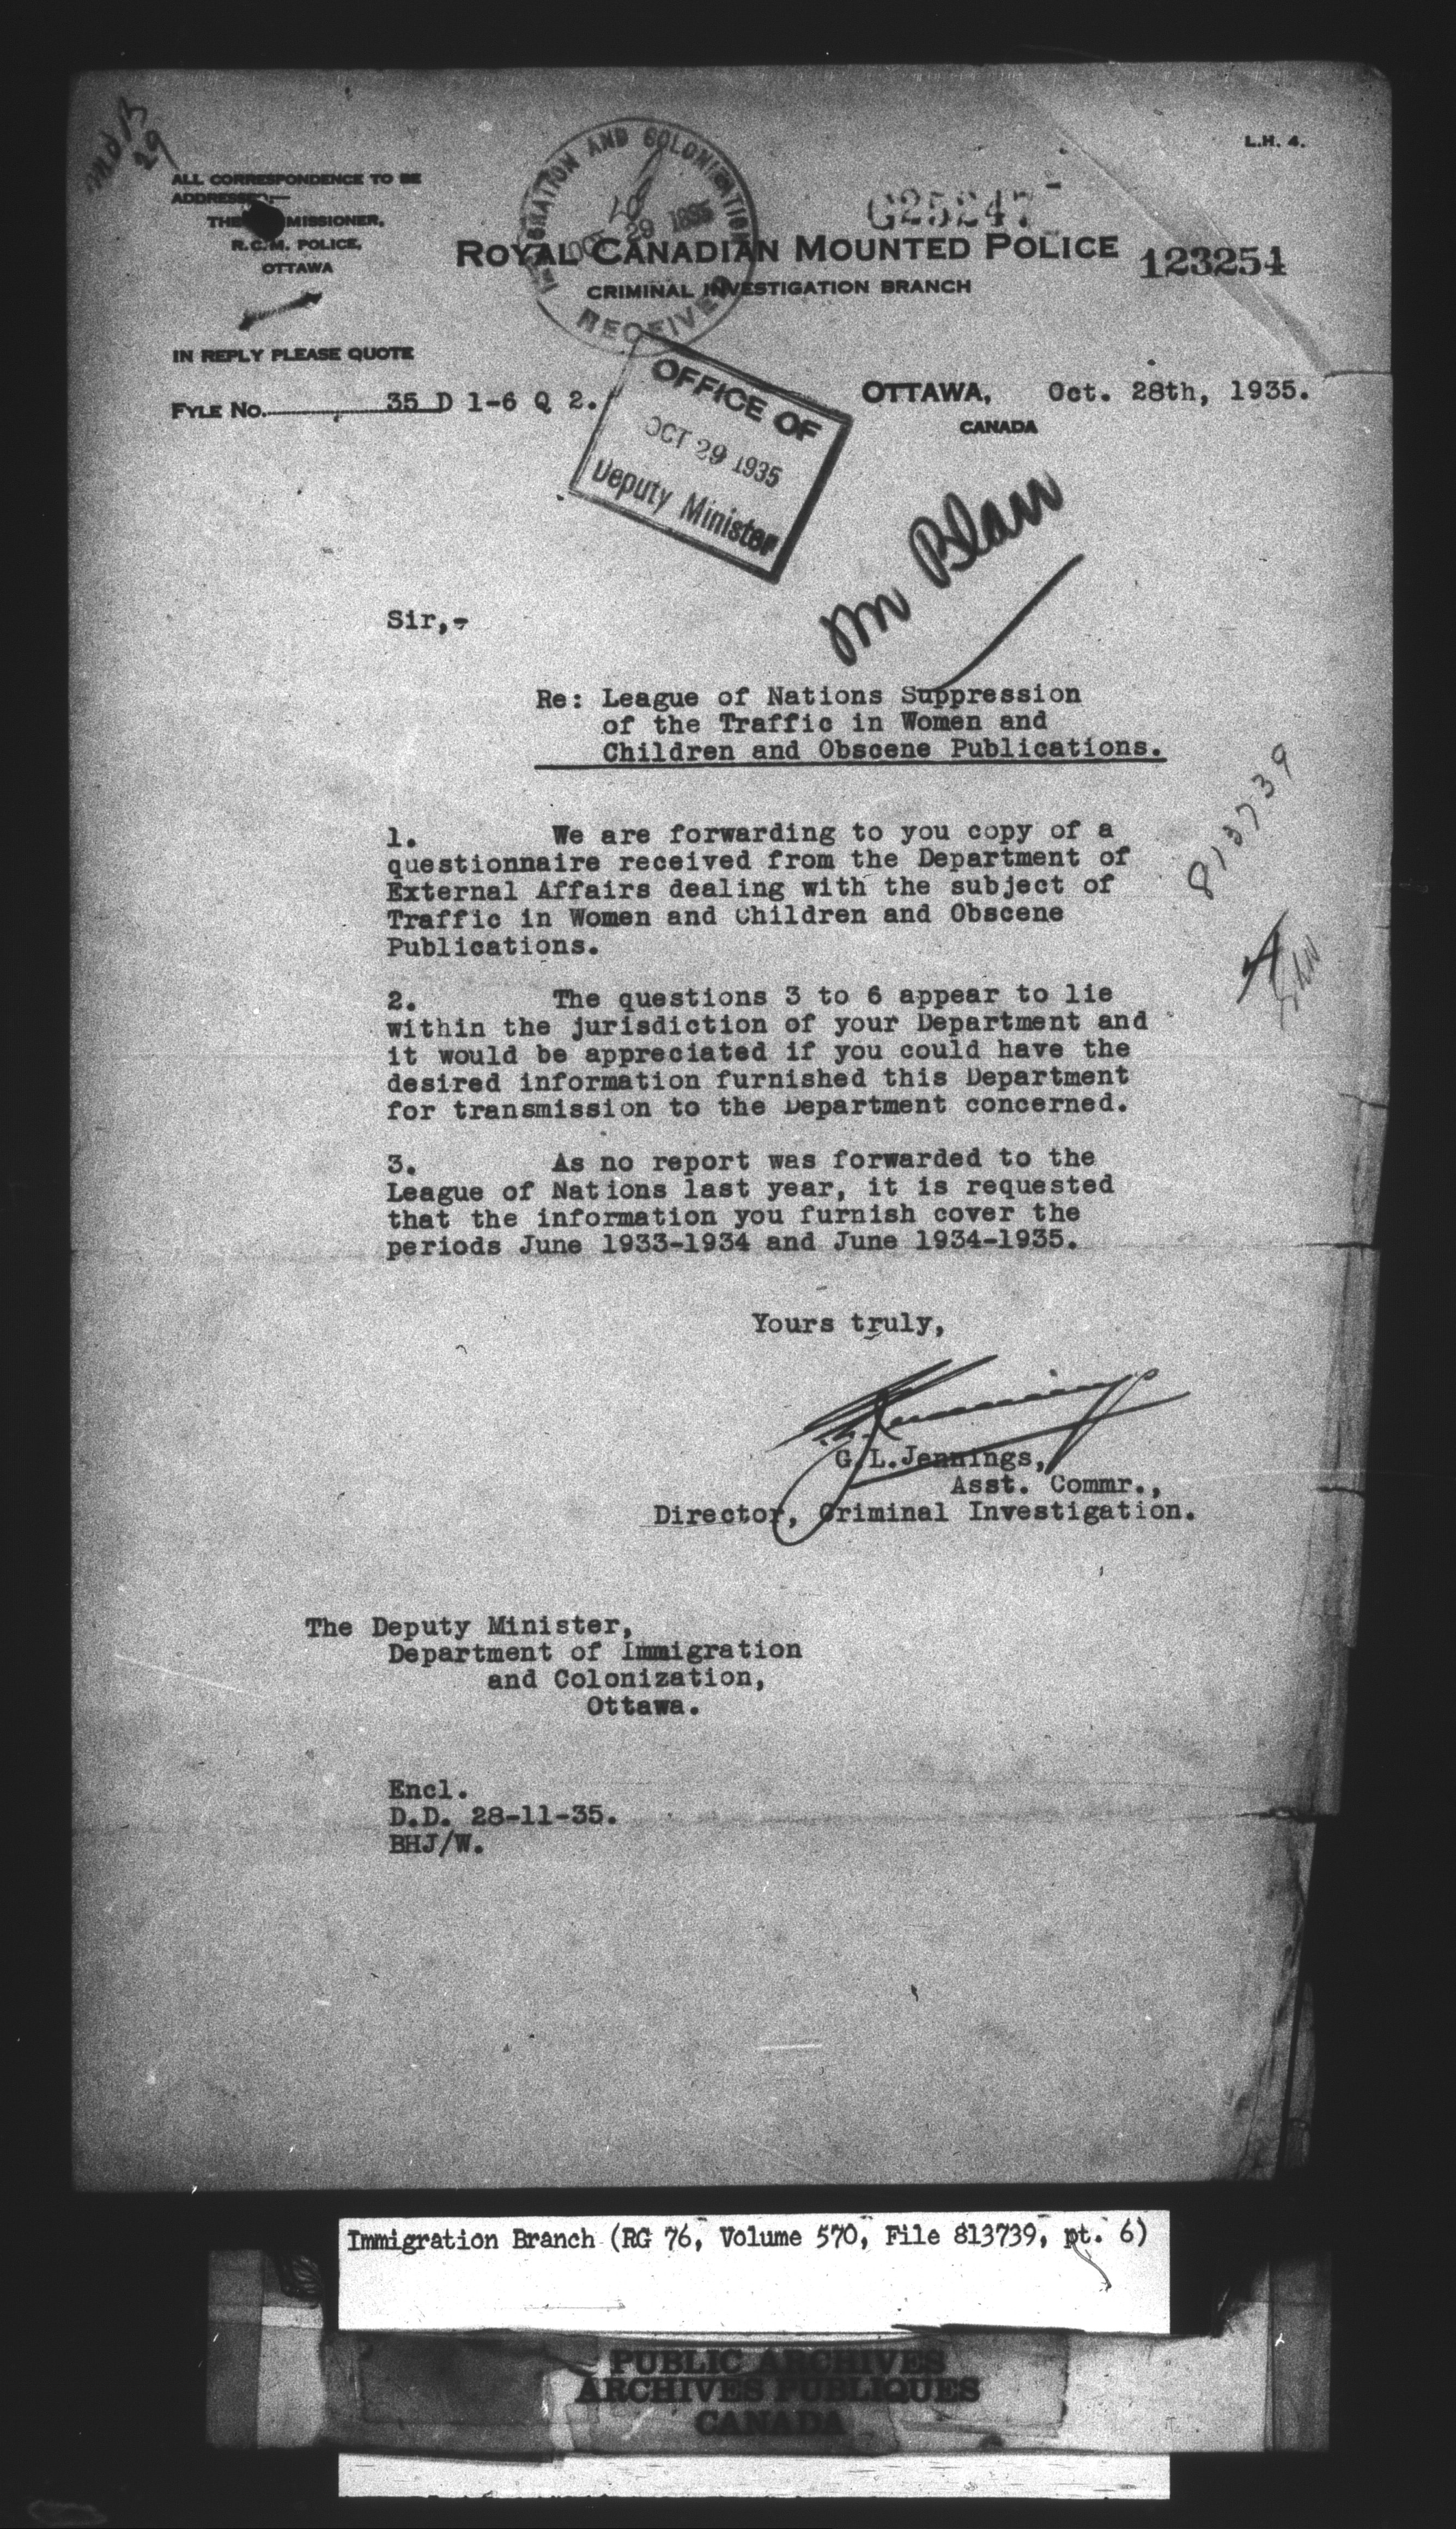 L.H. 4.
ALL CORRESPONDENCE TO BE
ADDRESSED:—
THE MISSIONER,
R.C.M. POLICE,
OTTAWA
IMMIGRATION AND COLONIZATION
10
OCT 29 1935
RECEIVED
G25247
ROYAL CANADIAN MOUNTED POLICE
123254
CRIMINAL INVESTIGATION BRANCH
IN REPLY PLEASE QUOTE
FYLE No. 35 D 1-6 Q 2.
OFFICE OF
OCT 29 1935
Deputy Minister
OTTAWA, Oct. 28th, 1935.
CANADA
Mr Blair
Sir,-
Re: League of Nations Suppression
of the Traffic in Women and
Children and Obscene Publications.
813739
1. We are forwarding to you copy of a
questionnaire received from the Department of
External Affairs dealing with the subject of
Traffic in Women and Children and Obscene
Publications.
A
2. The questions 3 to 6 appear to lie
within the jurisdiction of your Department and
it would be appreciated if you could have the
desired information furnished this Department
for transmission to the Department concerned.
3. As no report was forwarded to the
League of Nations last year, it is requested
that the information you furnish cover the
periods June 1933-1934 and June 1934-1935.
Yours truly,
G.L.Jennings,
Asst. Commr.,
Director, Criminal Investigation.
The Deputy Minister,
Department of Immigration
and Colonization,
Ottawa.
Encl.
D.D. 28-11-35.
BHJ/W.
Immigration Branch (RG 76, Volume 570, File 813739, pt. 6)
PUBLIC ARCHIVES
ARCHIVES PUBLIQUES
CANADA